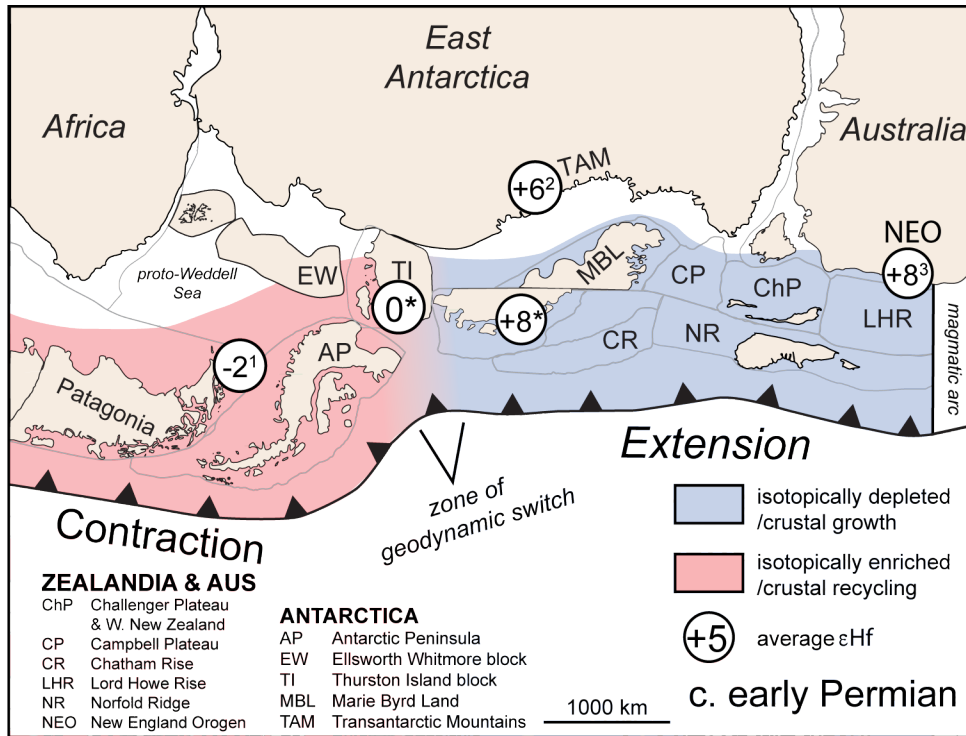 East
Antarctica
Africa
Australia
TAM
+6²
NEO
+8³
proto-Weddell
Sea
EW
TI
0*
MBL
+8*
CP
ChP
LHR
CR
NR
magmatic arc
-2¹
AP
Patagonia
Contraction
zone of
geodynamic switch
Extension
isotopically depleted
/crustal growth
isotopically enriched
/crustal recycling
+5
average εHf
c. early Permian
ZEALANDIA & AUS
ChP Challenger Plateau
& W. New Zealand
CP Campbell Plateau
CR Chatham Rise
LHR Lord Howe Rise
NR Norfold Ridge
NEO New England Orogen
ANTARCTICA
AP Antarctic Peninsula
EW Ellsworth Whitmore block
TI Thurston Island block
MBL Marie Byrd Land
TAM Transantarctic Mountains
1000 km